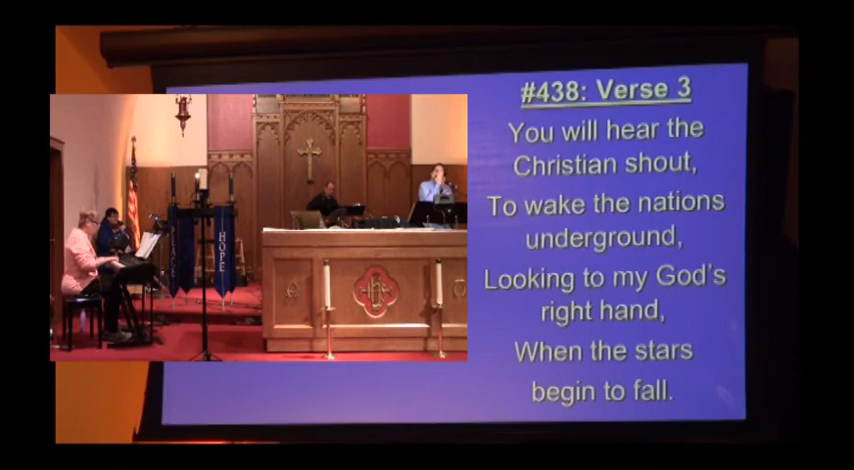 #438: Verse 3
You will hear the
Christian shout,
To wake the nations
underground,
Looking to my God's
right hand,
When the stars
begin to fall.
HOPE